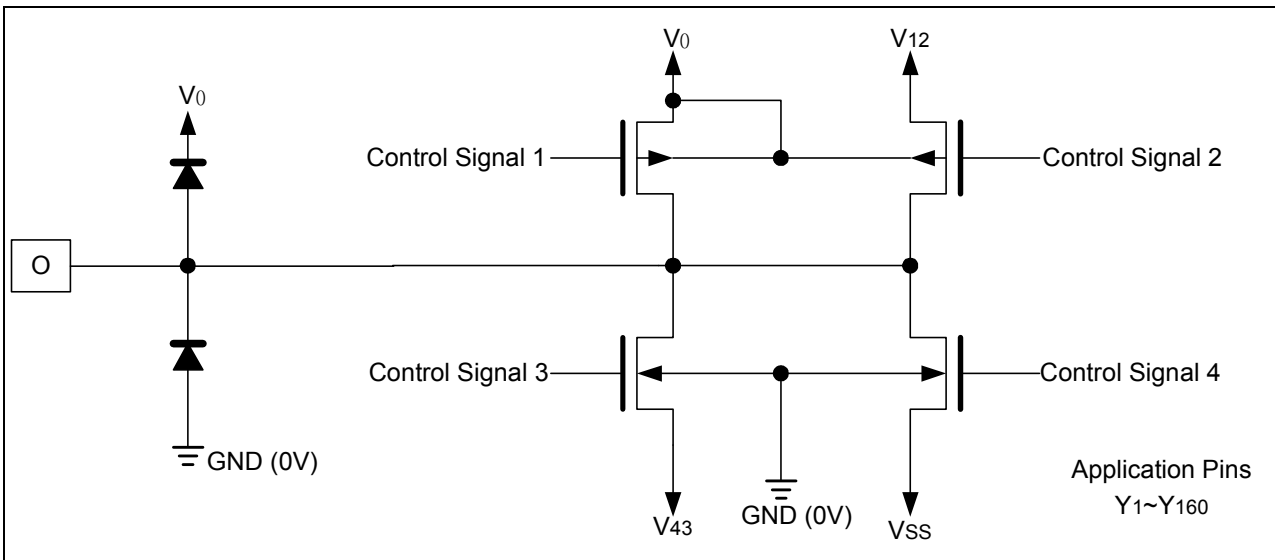 V0
V12
V0
Control Signal 1
Control Signal 2
O
Control Signal 3
Control Signal 4
GND (0V)
V43
GND (0V)
VSS
Application Pins
Y1~Y160